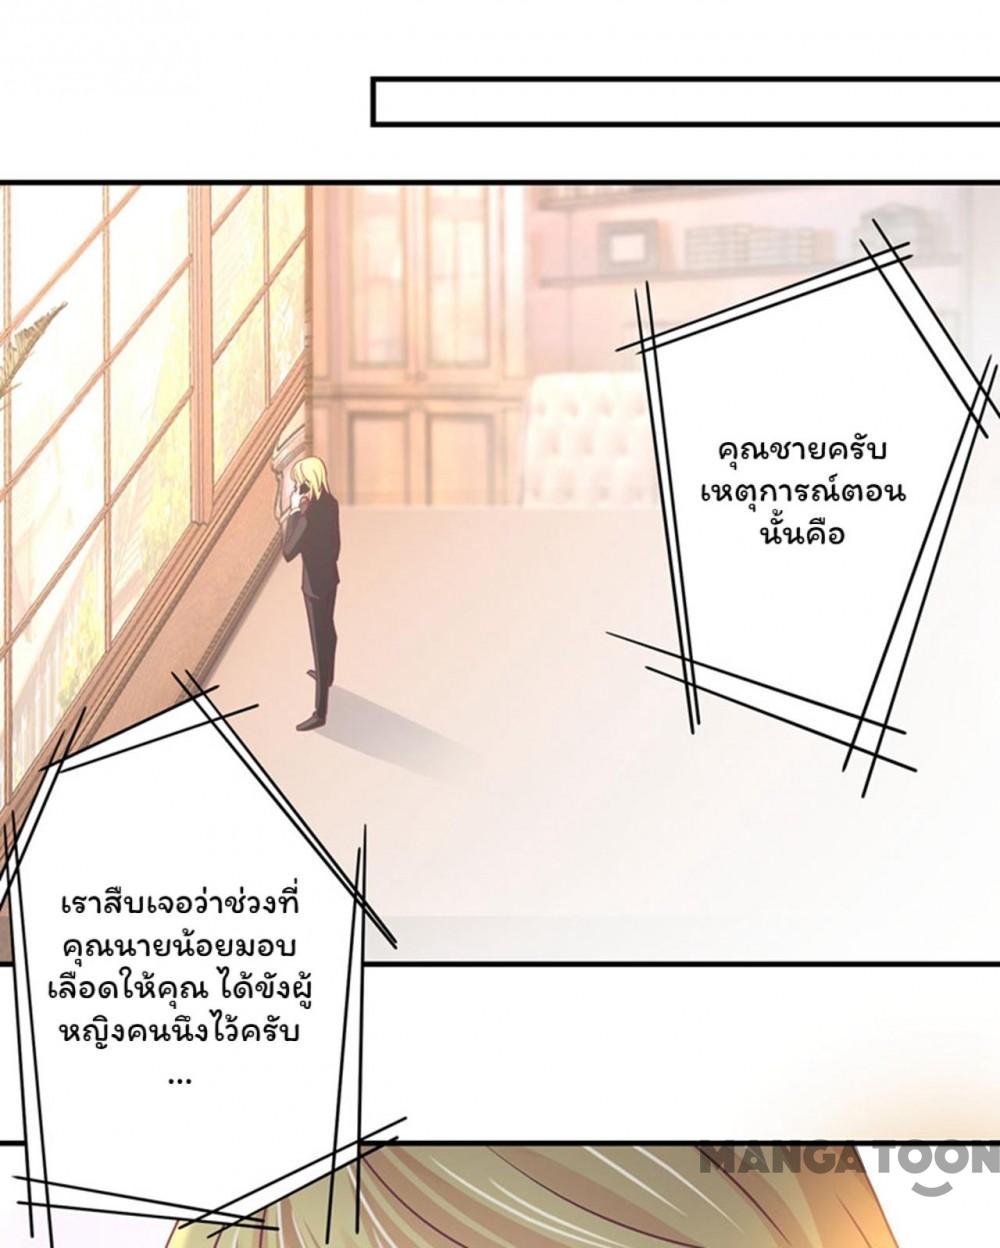 คุณชายครับ
เหตุการณ์ตอน
นั้นคือ
เราสืบเจอว่าช่วงที่
คุณนายน้อยมอบ
เลือดให้คุณ ได้ขังผู้
หญิงคนนึงไว้ครับ
...
MANGATOON